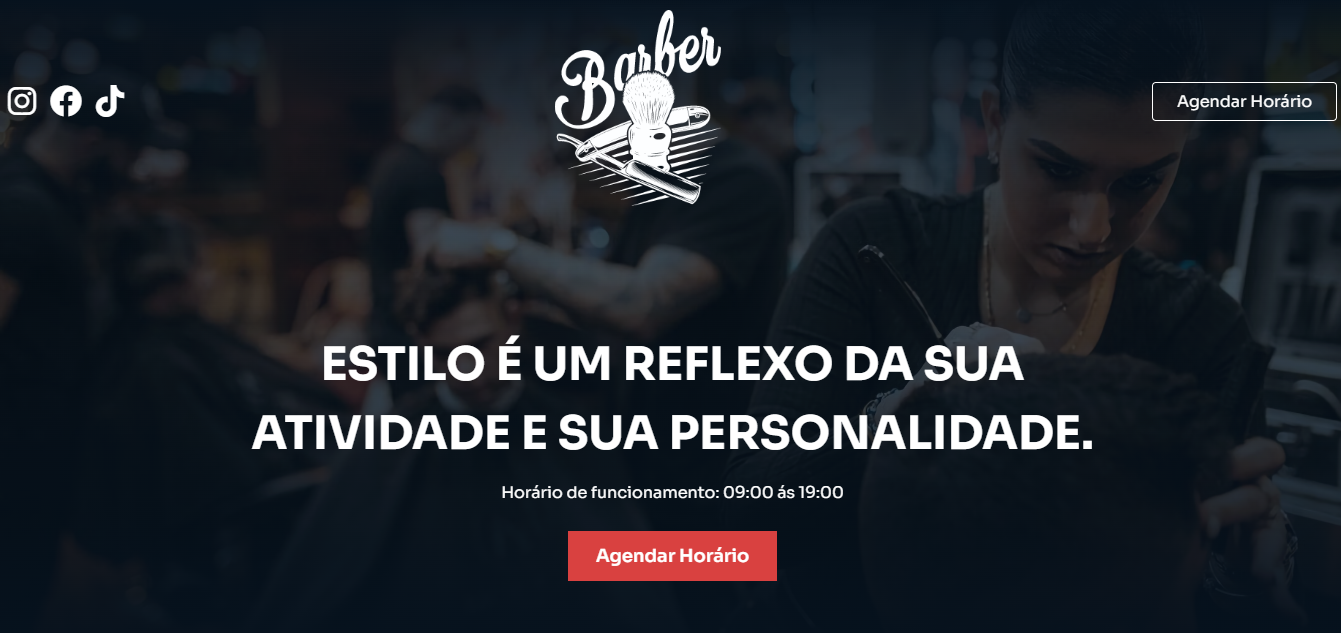 Barber
Agendar Horário
ESTILO É UM REFLEXO DA SUA
ATIVIDADE E SUA PERSONALIDADE.
Horário de funcionamento: 09:00 ás 19:00
Agendar Horário